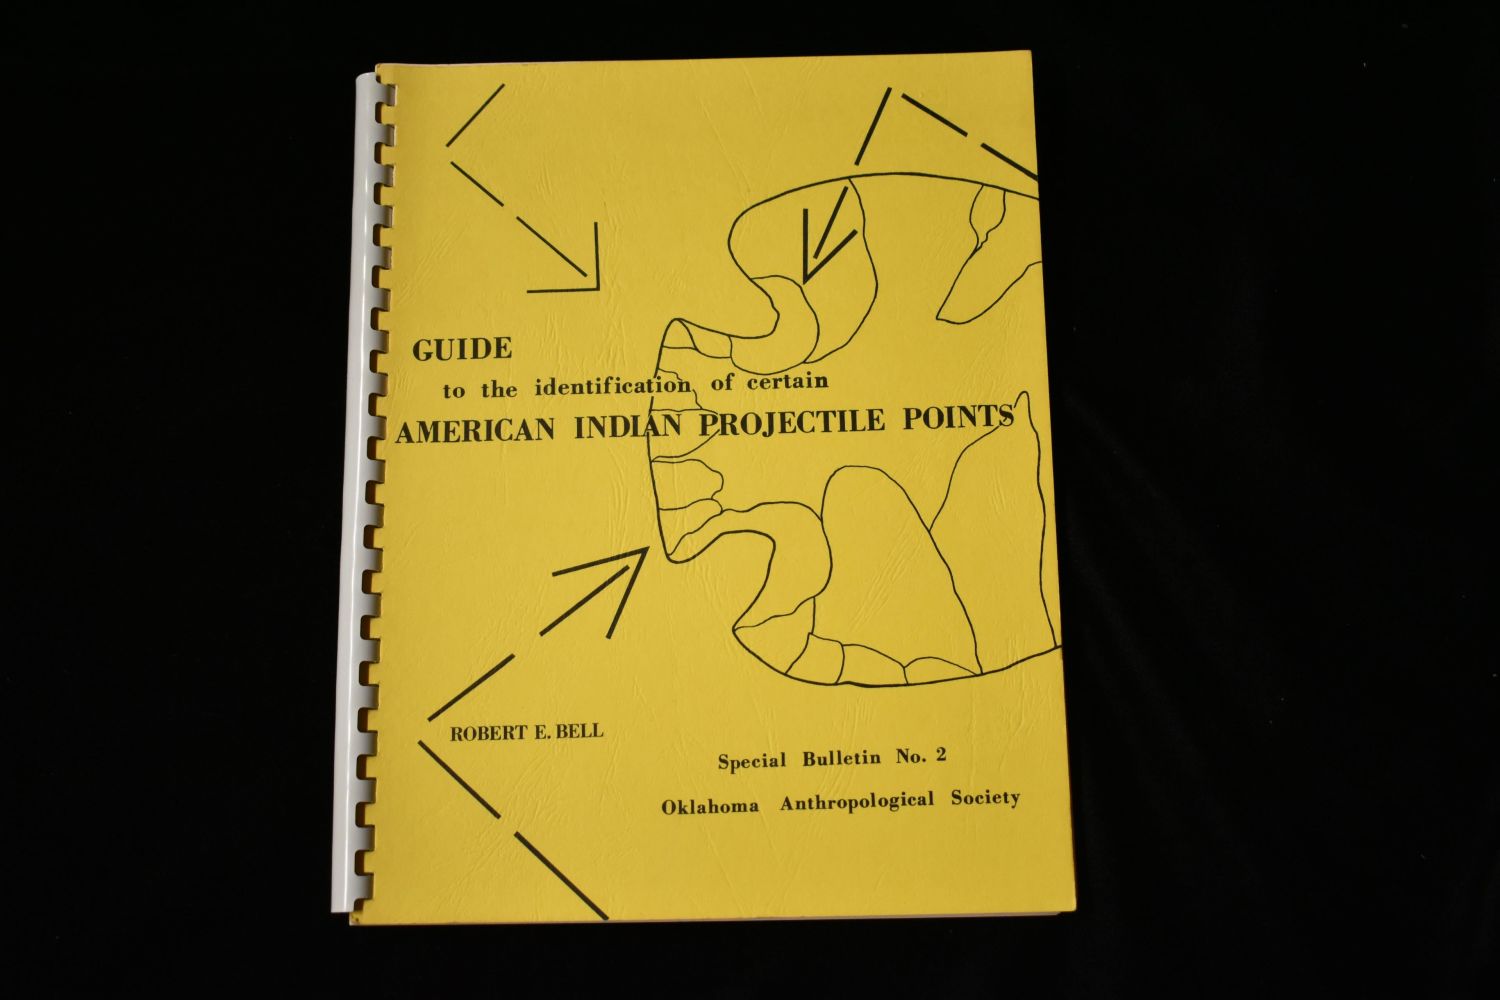 GUIDE
to the identification of certain
AMERICAN INDIAN PROJECTILE POINTS
ROBERT E. BELL
Special Bulletin No. 2
Oklahoma Anthropological Society